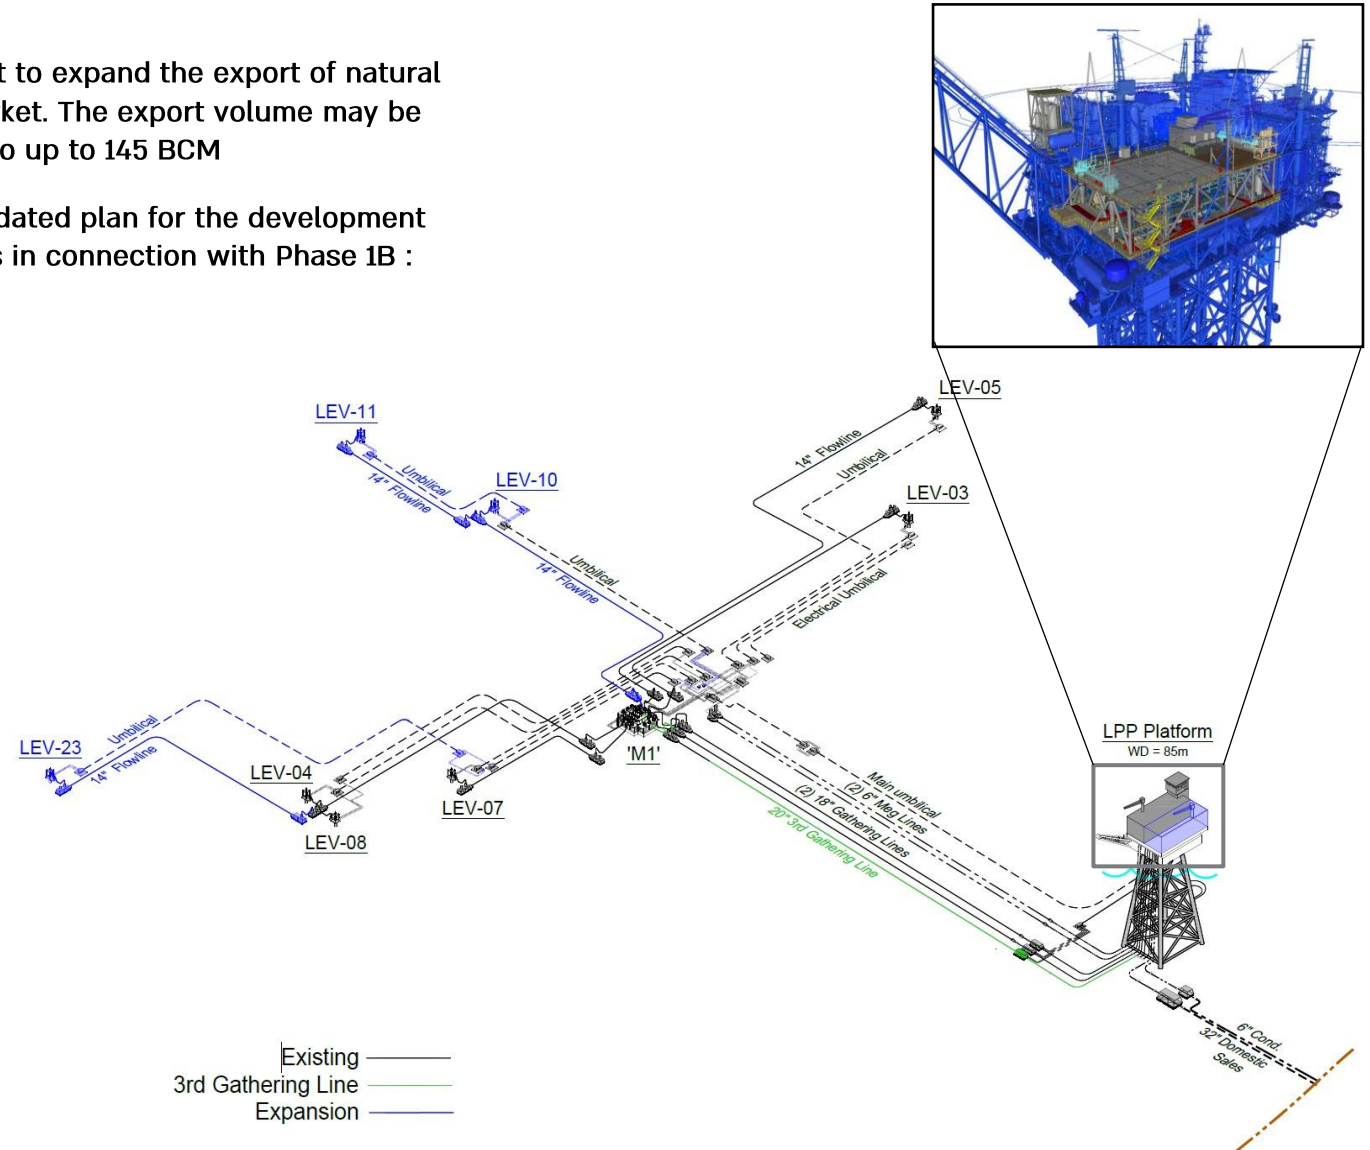 t to expand the export of natural
ket. The export volume may be
o up to 145 BCM
dated plan for the development
s in connection with Phase 1B :
LEV-05
LEV-11
14" Flowline
Umbilical
LEV-10
Umbilical
14" Flowline
LEV-03
Umbilical
14" Flowline
Electrical Umbilical
LPP Platform
WD = 85m
Umbilical
LEV-23
14" Flowline
LEV-04
'M1'
LEV-07
LEV-08
Main umbilical
(2) 6" Meg Lines
(2) 18" Gathering Lines
20" 3rd Gathering Line
6" Cond.
32" Domestic
Sales
Existing
3rd Gathering Line
Expansion